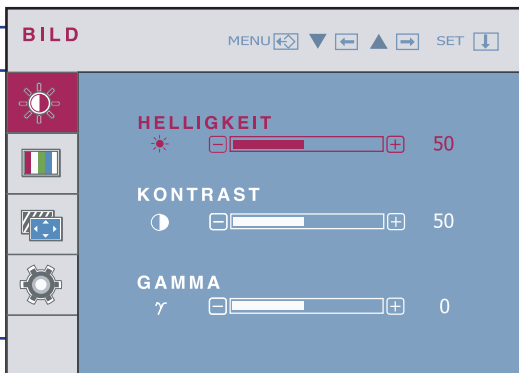 BILD MENU SET
HELLIGKEIT
50
KONTRAST
50
GAMMA
γ 0